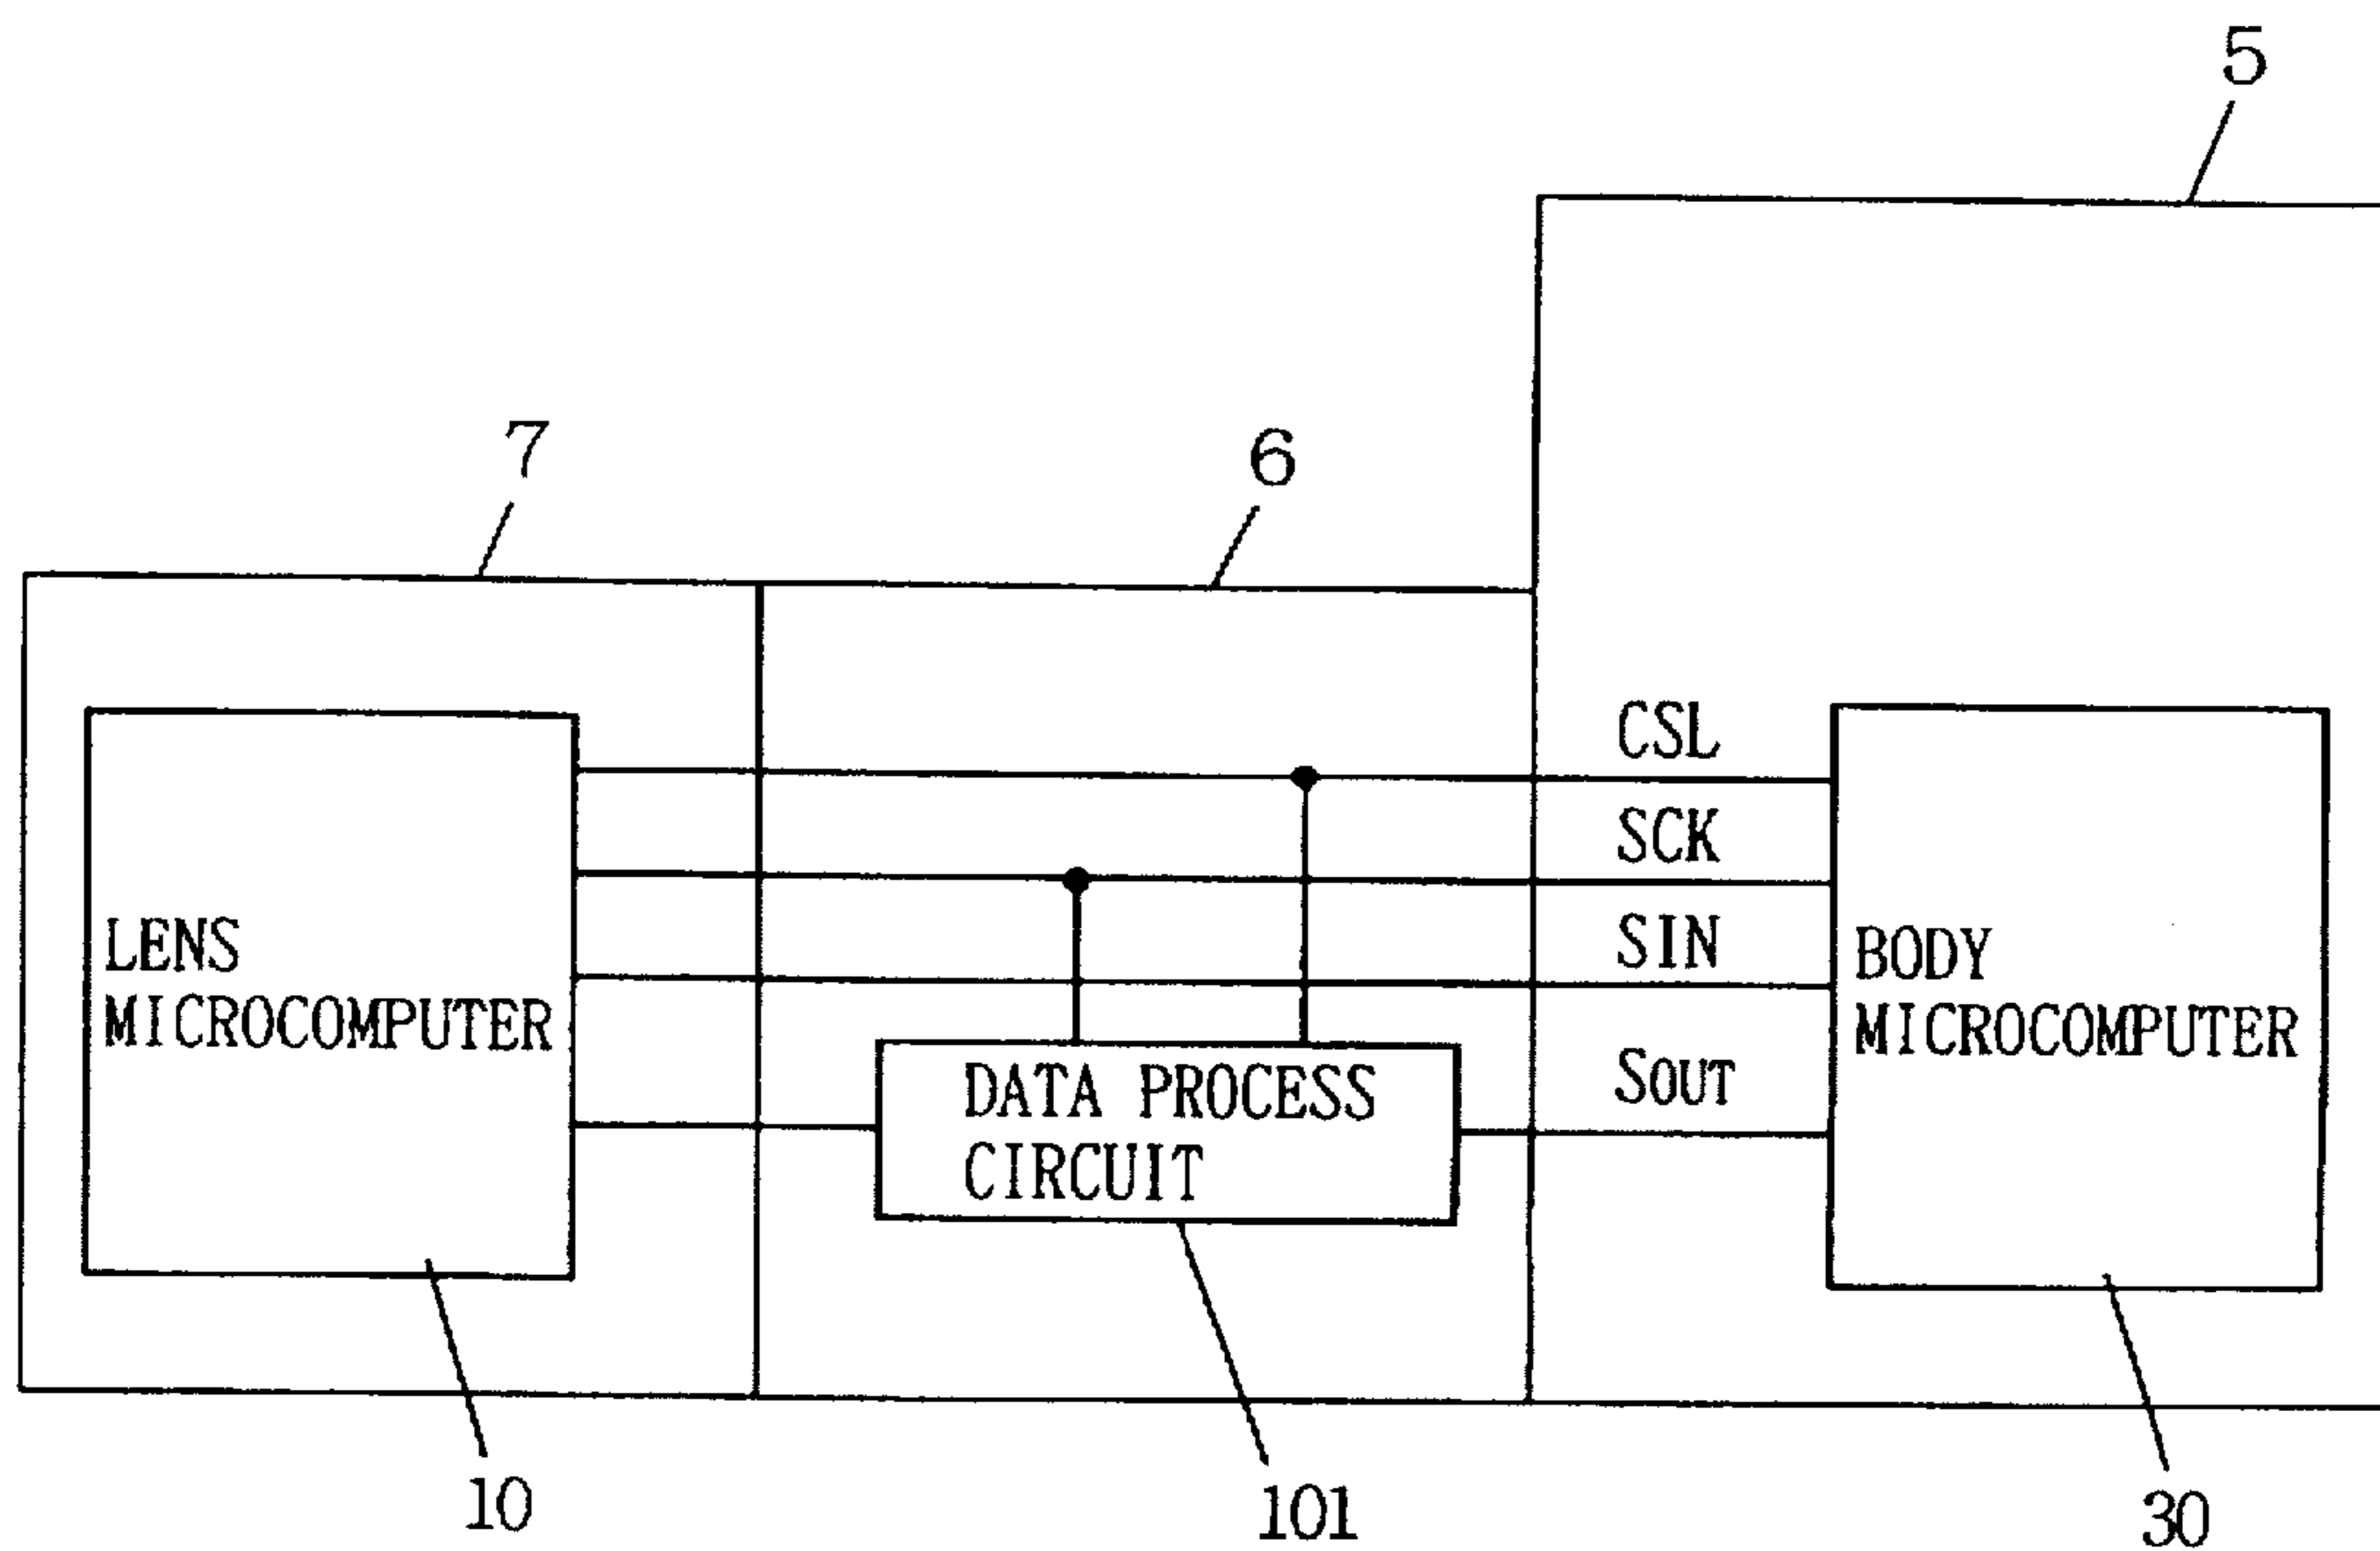 5
7
6
CSL
SCK
SIN
SOUT
LENS
MICROCOMPUTER
DATA PROCESS
CIRCUIT
BODY
MICROCOMPUTER
10
101
30